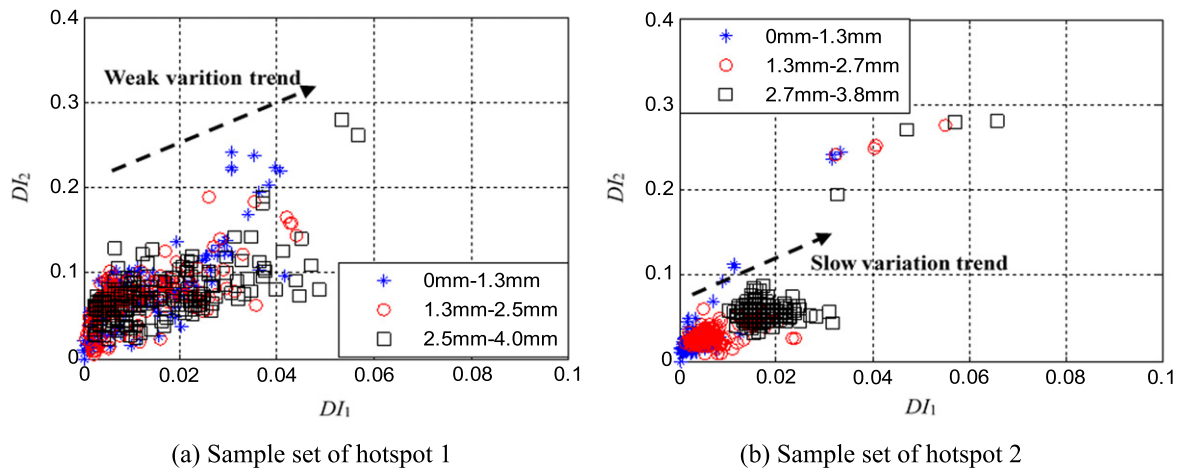 0.4
0.3
0.2
0.1
0
DI2
Weak varition trend
0mm-1.3mm
1.3mm-2.5mm
2.5mm-4.0mm
0 0.02 0.04 0.06 0.08 0.1
DI1
(a) Sample set of hotspot 1
0.4
0.3
0.2
0.1
0
DI2
0mm-1.3mm
1.3mm-2.7mm
2.7mm-3.8mm
Slow variation trend
0 0.02 0.04 0.06 0.08 0.1
DI1
(b) Sample set of hotspot 2